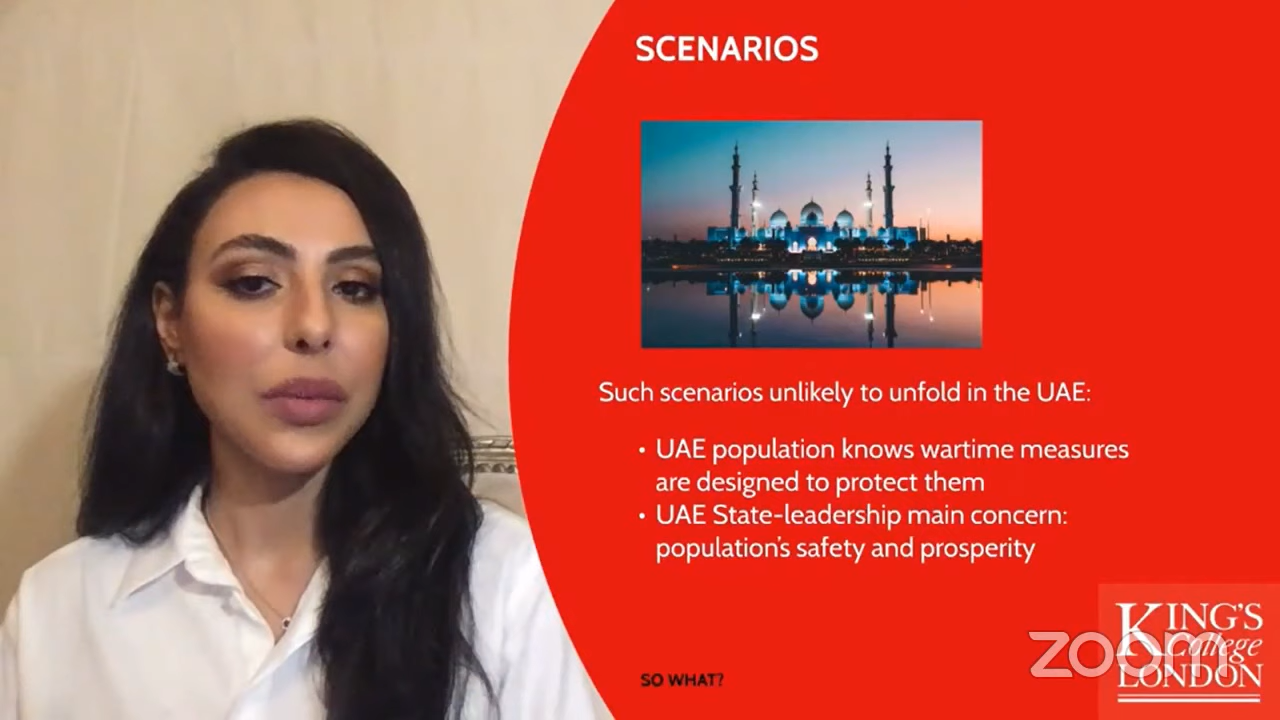 SCENARIOS
Such scenarios unlikely to unfold in the UAE:
• UAE population knows wartime measures
are designed to protect them
• UAE State-leadership main concern:
population's safety and prosperity
SO WHAT?
KING'S
College
LONDON
zoom